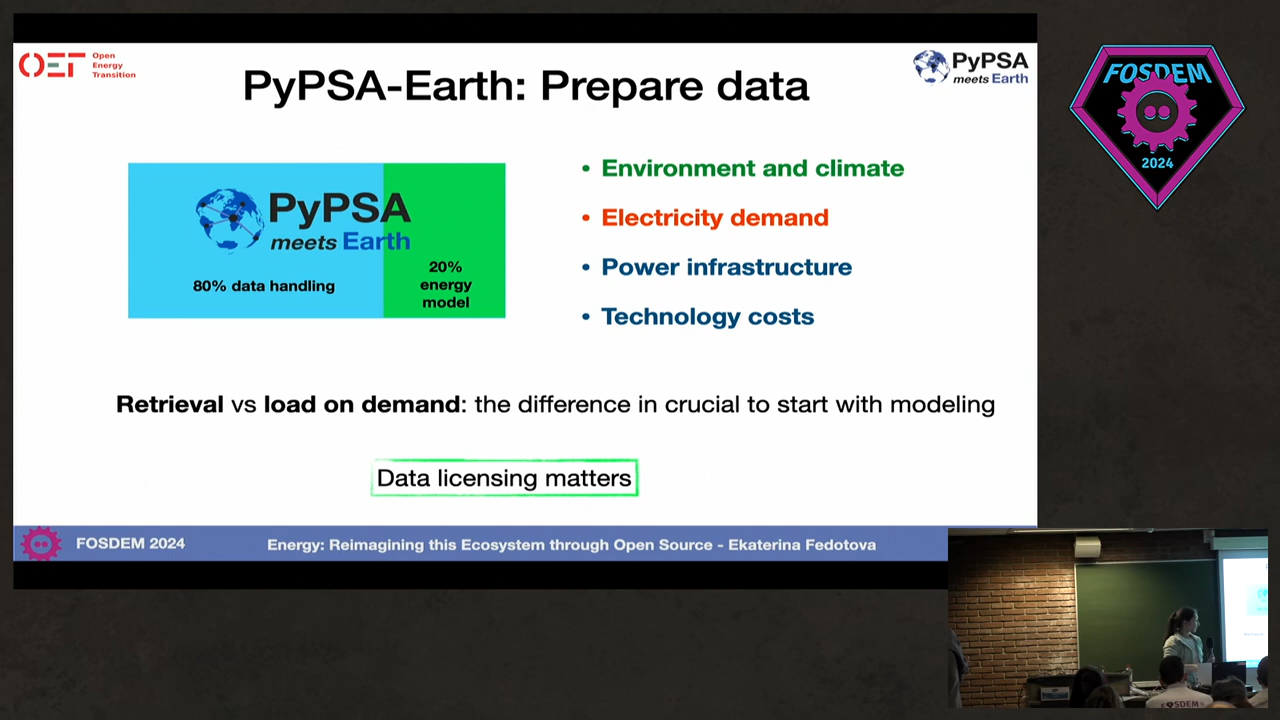 OET Open
Energy
Transition
PyPSA-Earth: Prepare data
PyPSA
meets Earth
FOSDEM
2024
PyPSA
meets Earth
80% data handling
20%
energy
model
• Environment and climate
• Electricity demand
• Power infrastructure
• Technology costs
Retrieval vs load on demand: the difference in crucial to start with modeling
Data licensing matters
FOSDEM 2024
Energy: Reimagining this Ecosystem through Open Source - Ekaterina Fedotova
FOSDEM